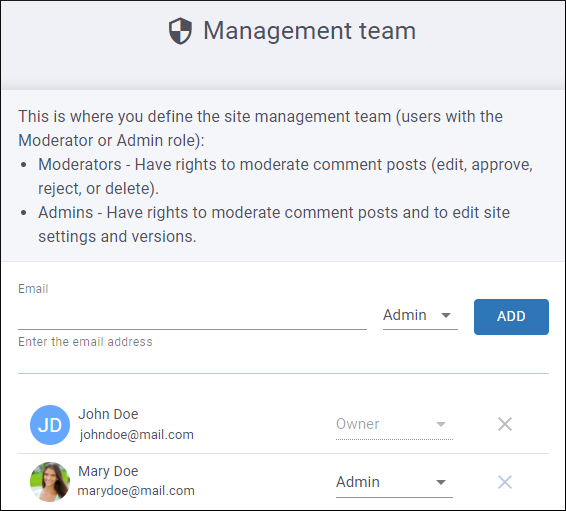 Management team
This is where you define the site management team (users with the
Moderator or Admin role):
• Moderators - Have rights to moderate comment posts (edit, approve,
reject, or delete).
• Admins - Have rights to moderate comment posts and to edit site
settings and versions.
Email
Admin
ADD
Enter the email address
JD
John Doe
johndoe@mail.com
Owner
Mary Doe
marydoe@mail.com
Admin